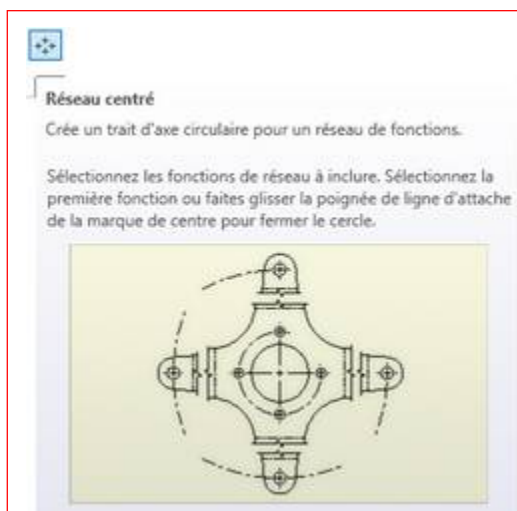 Réseau centré
Crée un trait d'axe circulaire pour un réseau de fonctions.
Sélectionnez les fonctions de réseau à inclure. Sélectionnez la
première fonction ou faites glisser la poignée de ligne d'attache
de la marque de centre pour fermer le cercle.